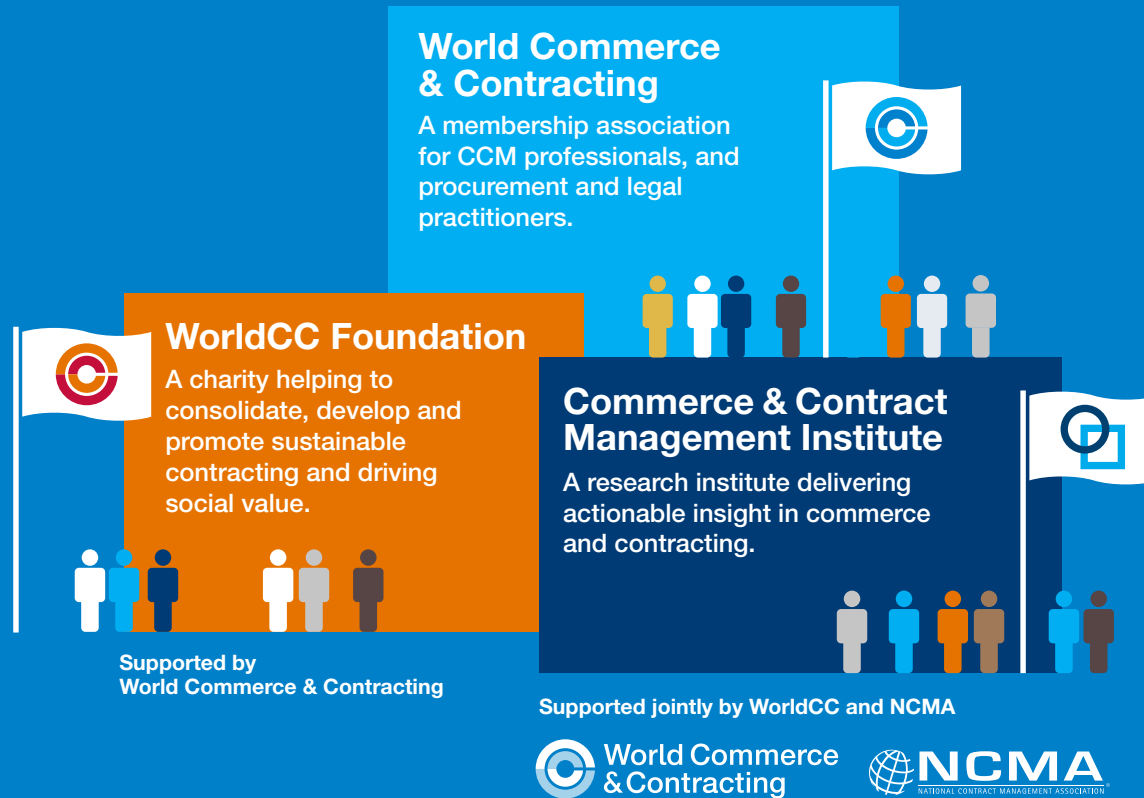 World Commerce
& Contracting
A membership association
for CCM professionals, and
procurement and legal
practitioners.
WorldCC Foundation
A charity helping to
consolidate, develop and
promote sustainable
contracting and driving
social value.
Commerce & Contract
Management Institute
A research institute delivering
actionable insight in commerce
and contracting.
Supported by
World Commerce & Contracting
Supported jointly by WorldCC and NCMA
World Commerce
&Contracting
NCMA
NATIONAL CONTRACT MANAGEMENT ASSOCIATION